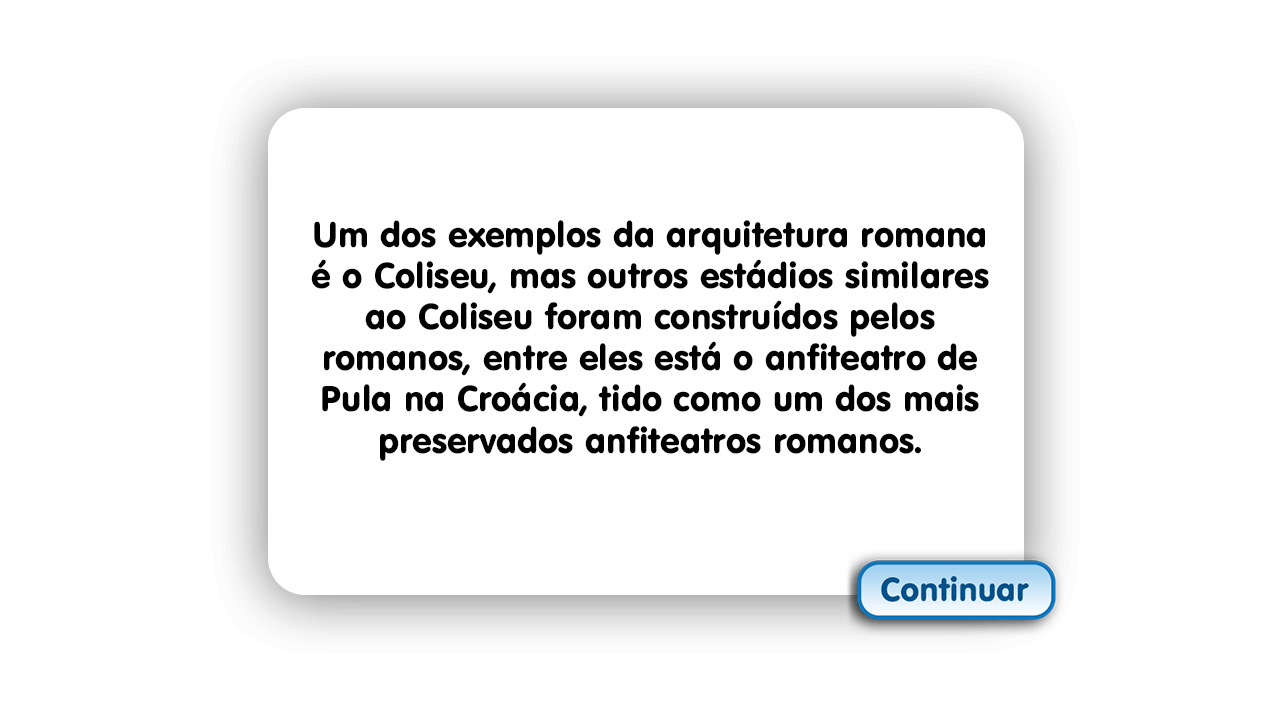 Um dos exemplos da arquitetura romana
é o Coliseu, mas outros estádios similares
ao Coliseu foram construídos pelos
romanos, entre eles está o anfiteatro de
Pula na Croácia, tido como um dos mais
preservados anfiteatros romanos.
Continuar